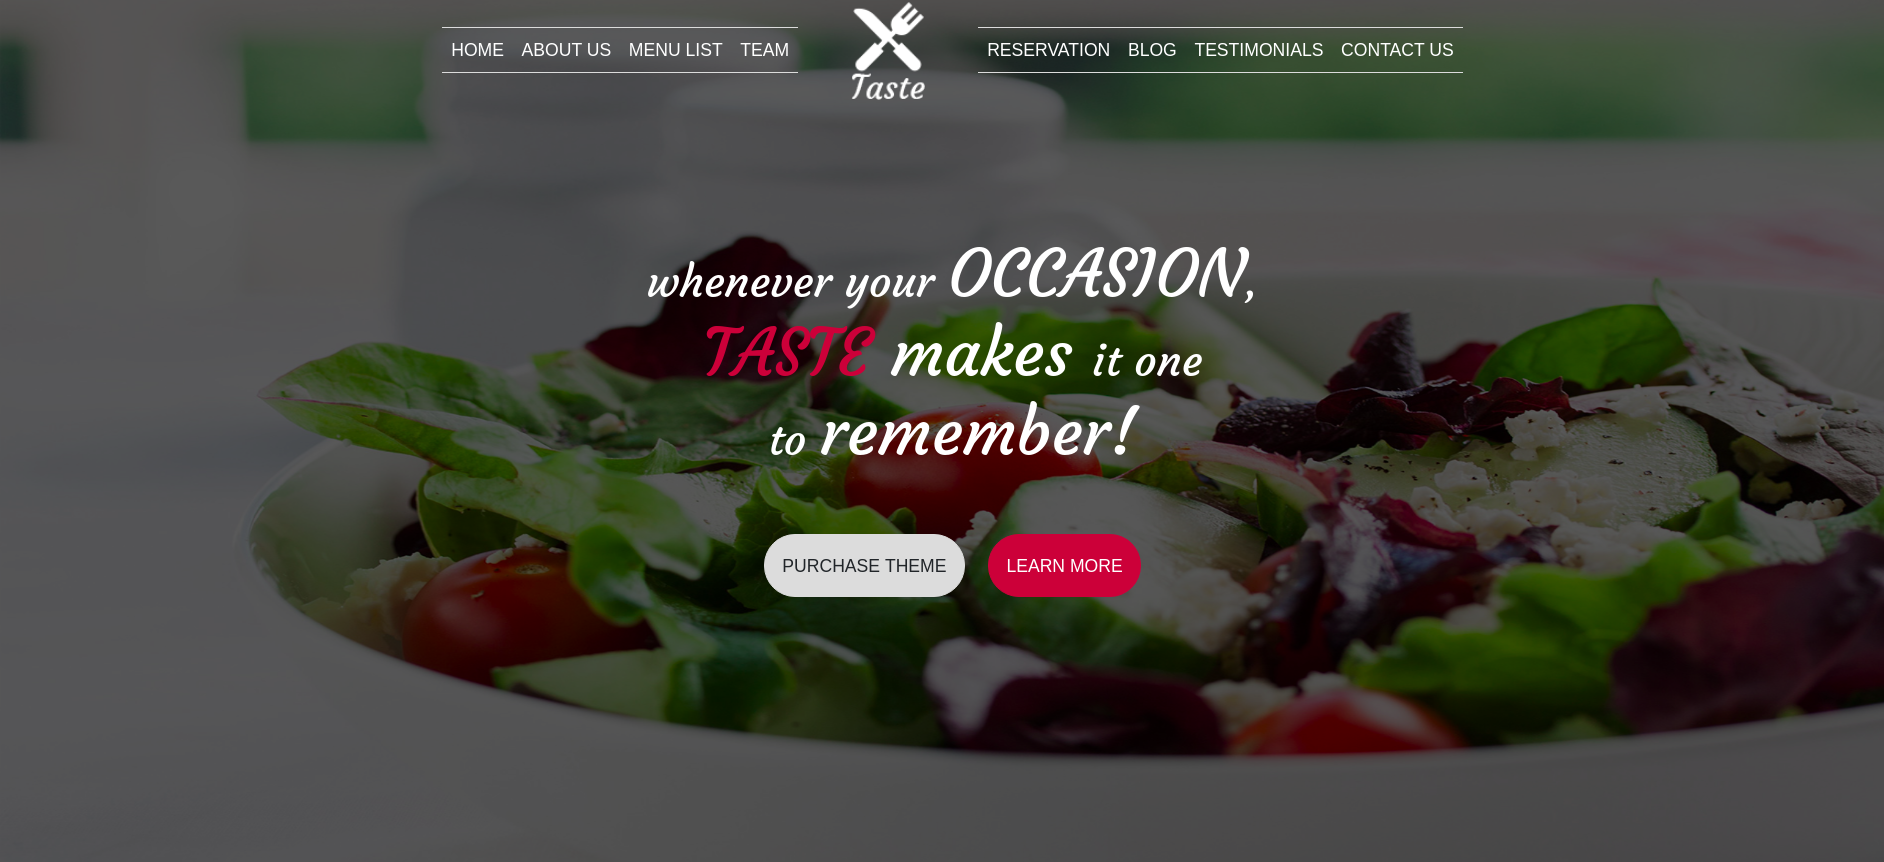 HOME ABOUT US MENU LIST TEAM
Taste
RESERVATION BLOG TESTIMONIALS CONTACT US
whenever your OCCASION,
TASTE makes it one
to remember!
PURCHASE THEME LEARN MORE